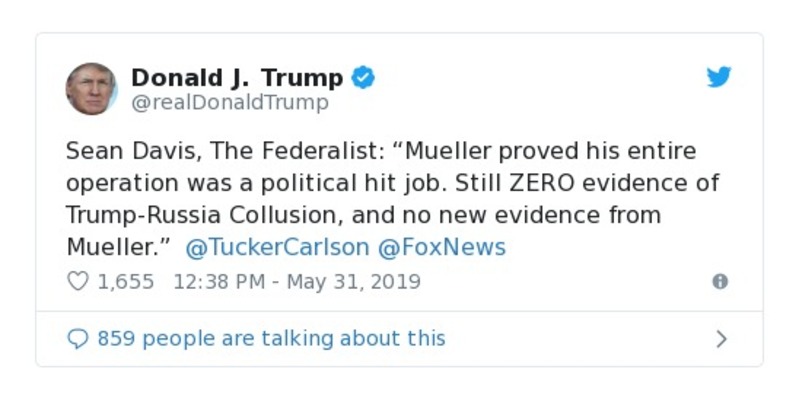 Donald J. Trump
@realDonaldTrump
Sean Davis, The Federalist: “Mueller proved his entire
operation was a political hit job. Still ZERO evidence of
Trump-Russia Collusion, and no new evidence from
Mueller.” @TuckerCarlson @FoxNews
1,655 12:38 PM - May 31, 2019
859 people are talking about this